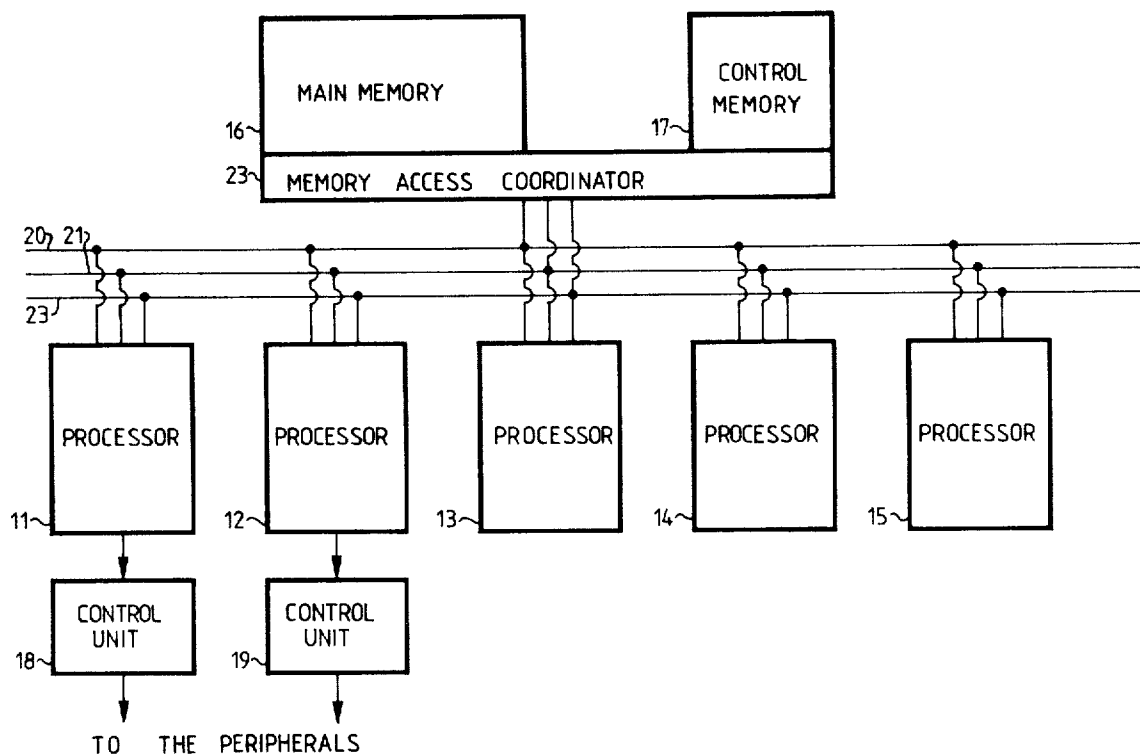 MAIN MEMORY
CONTROL
MEMORY
16
17
23
MEMORY ACCESS COORDINATOR
20 21
23
PROCESSOR
PROCESSOR
PROCESSOR
PROCESSOR
PROCESSOR
11
12
13
14
15
CONTROL
UNIT
CONTROL
UNIT
18
19
TO THE PERIPHERALS